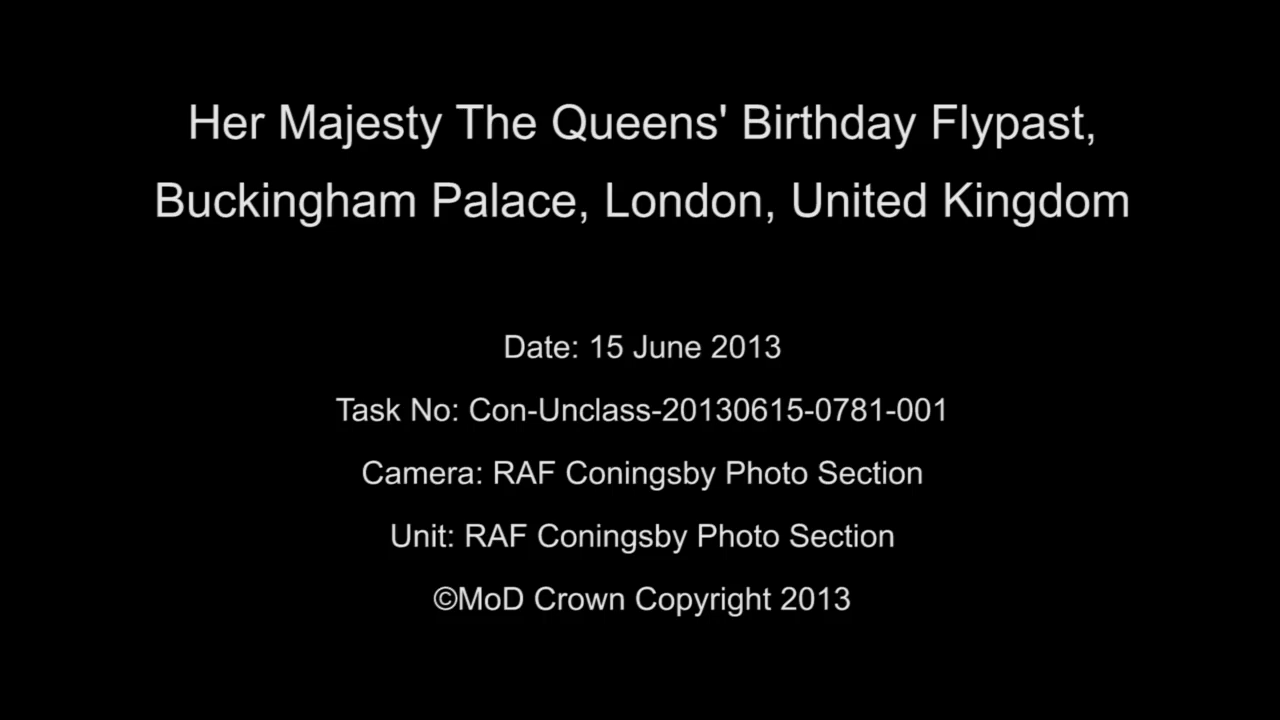 Her Majesty The Queens' Birthday Flypast,
Buckingham Palace, London, United Kingdom
Date: 15 June 2013
Task No: Con-Unclass-20130615-0781-001
Camera: RAF Coningsby Photo Section
Unit: RAF Coningsby Photo Section
©MoD Crown Copyright 2013